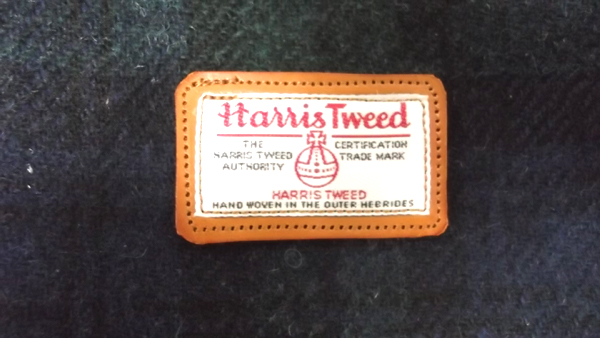 Harris Tweed
THE CERTIFICATION
HARRIS TWEED TRADE MARK
AUTHORITY
HARRIS TWEED
HAND WOVEN IN THE OUTER HEBRIDES